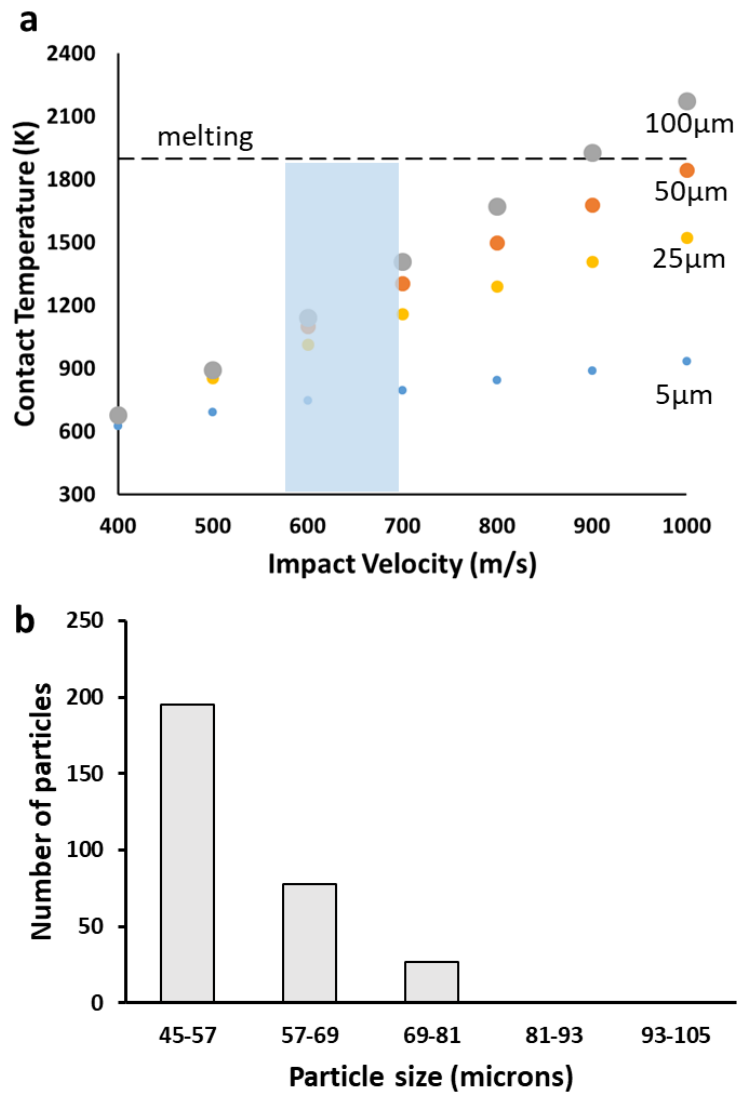 a
2400
2100
1800
1500
1200
900
600
300
Contact Temperature (K)
melting
100μm
50μm
25μm
5μm
400 500 600 700 800 900 1000
Impact Velocity (m/s)
b
250
200
150
100
50
0
Number of particles
45-57 57-69 69-81 81-93 93-105
Particle size (microns)